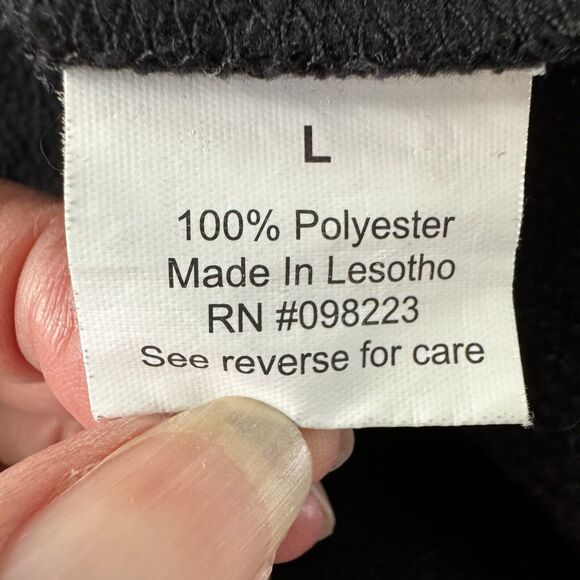 L
100% Polyester
Made In Lesotho
RN #098223
See reverse for care